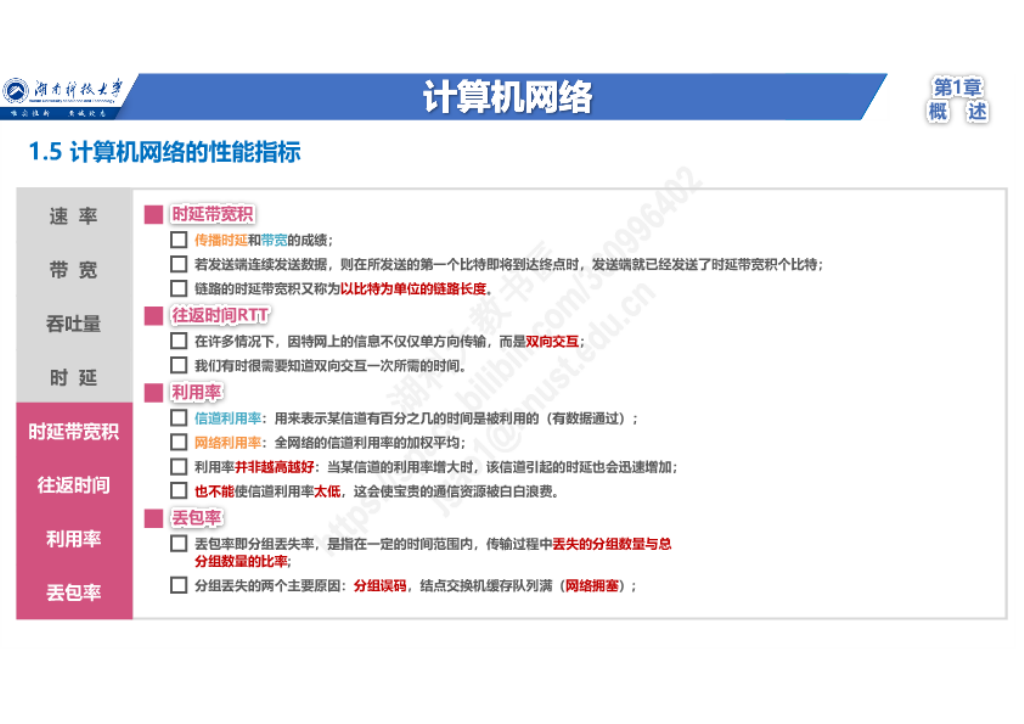 湖南科技大学
计算机网络
第1章
概 述
1.5 计算机网络的性能指标
速 率
带 宽
吞吐量
时 延
时延带宽积
往返时间
利用率
丢包率
时延带宽积
传播时延和带宽的成绩；
若发送端连续发送数据，则在所发送的第一个比特即将到达终点时，发送端就已经发送了时延带宽积个比特；
链路的时延带宽积又称为以比特为单位的链路长度。
往返时间RTT
在许多情况下，因特网上的信息不仅仅单方向传输，而是双向交互；
我们有时很需要知道双向交互一次所需的时间。
利用率
信道利用率：用来表示某信道有百分之几的时间是被利用的（有数据通过）；
网络利用率：全网络的信道利用率的加权平均；
利用率并非越高越好：当某信道的利用率增大时，该信道引起的时延也会迅速增加；
也不能使信道利用率太低，这会使宝贵的通信资源被白白浪费。
丢包率
丢包率即分组丢失率，是指在一定的时间范围内，传输过程中丢失的分组数量与总
分组数量的比率；
分组丢失的两个主要原因：分组误码，结点交换机缓存队列满（网络拥塞）；